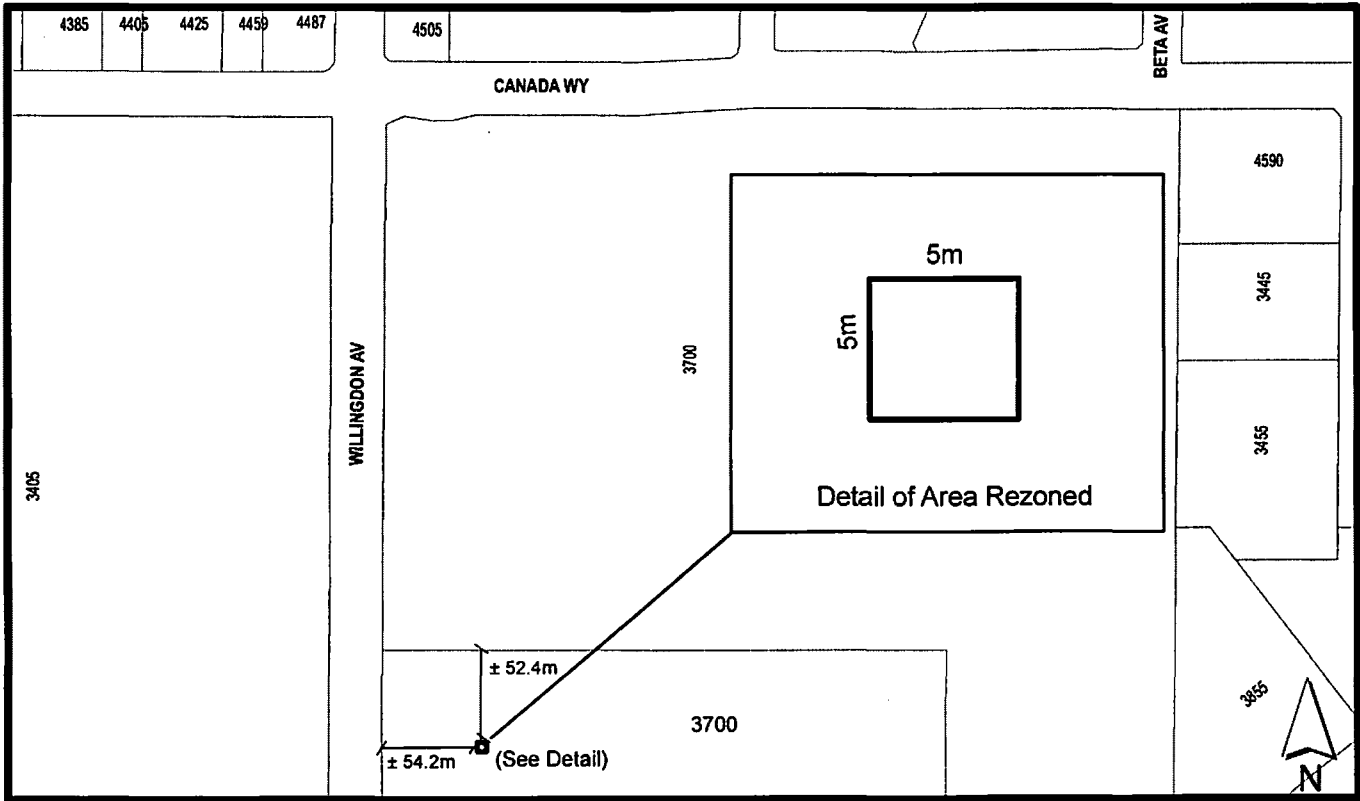 4385
4405
4425
4459
4487
4505
BETA AV
CANADA WY
4590
5m
3445
5m
3700
WILLINGDON AV
3455
3405
Detail of Area Rezoned
± 52.4m
3855
3700
± 54.2m
(See Detail)
N